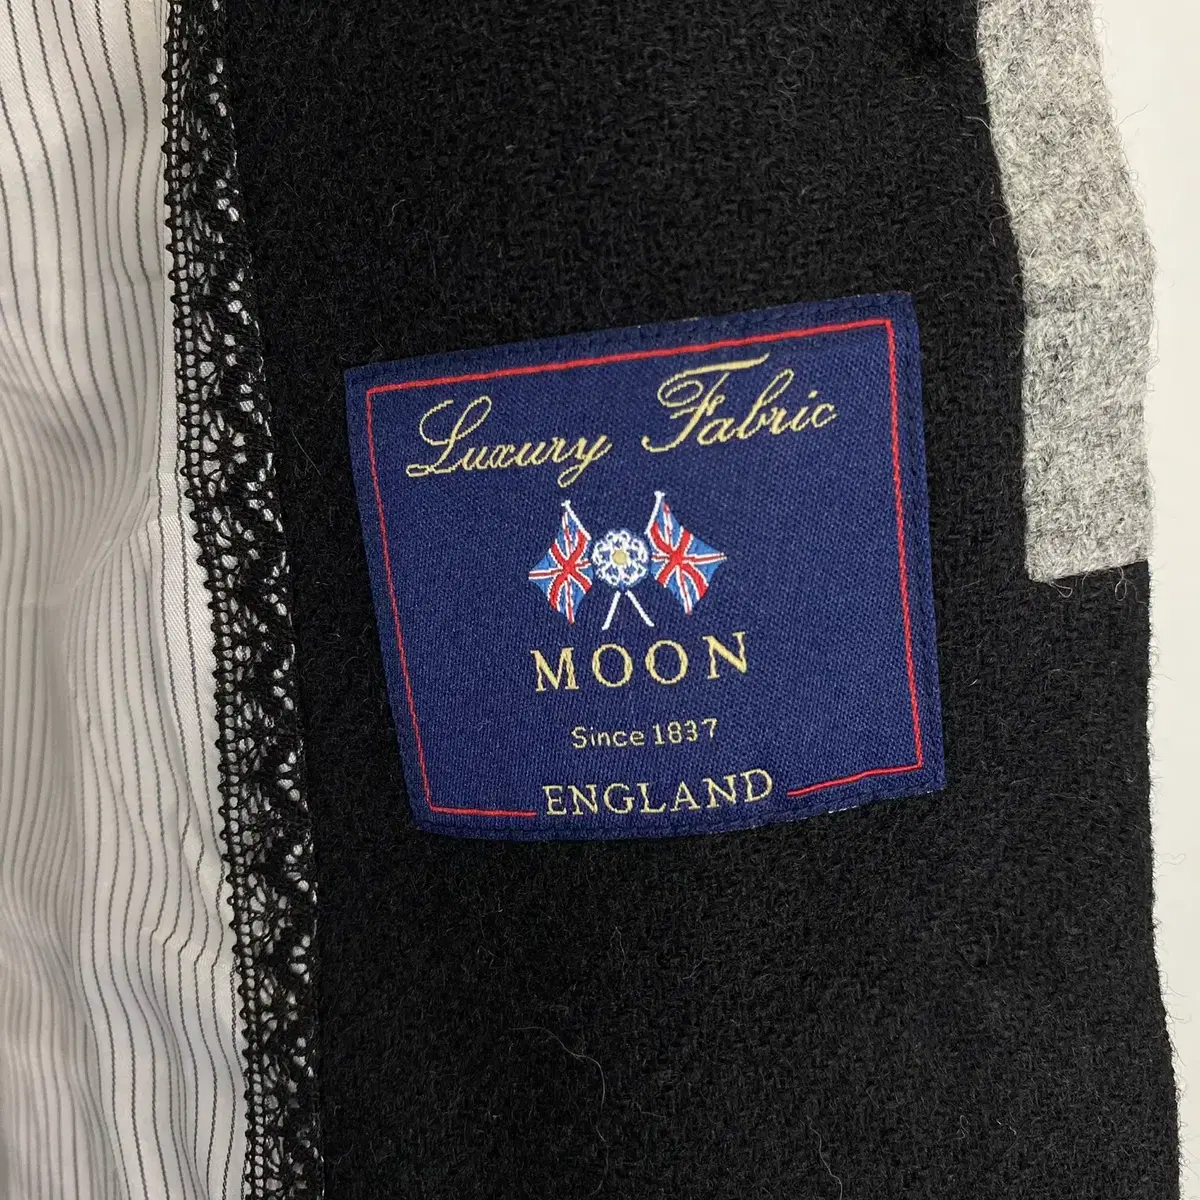 Luxury Fabric
MOON
Since 1837
ENGLAND